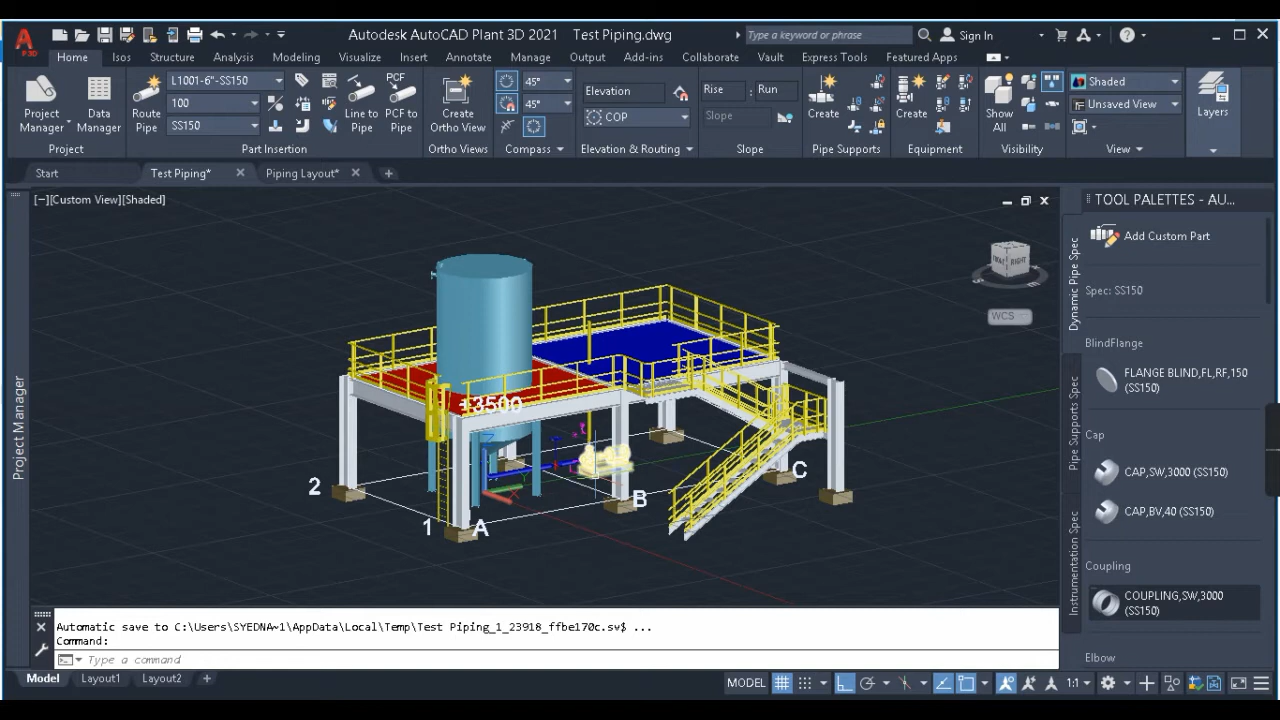 Autodesk AutoCAD Plant 3D 2021 Test Piping.dwg
Type a keyword or phrase
Sign In
P3D
Home Isos Structure Analysis Modeling Visualize Insert Annotate Manage Output Add-ins Collaborate Vault Express Tools Featured Apps
Project Manager
Data Manager
Project
Route Pipe
L1001-6"-SS150
100
SS150
Line to Pipe
PCF to Pipe
PCF
Part Insertion
Create Ortho View
Ortho Views
45°
45°
Compass
Elevation
COP
Elevation & Routing
Rise : Run
Slope
Slope
Create
Pipe Supports
Create
Equipment
Show All
Visibility
Shaded
Unsaved View
View
Layers
Start
Test Piping*
Piping Layout*
[−][Custom View][Shaded]
Project Manager
+3500
2
1
A
B
C
RIGHT
WCS
TOOL PALETTES - AU...
Dynamic Pipe Spec
Pipe Supports Spec
Instrumentation Spec
Add Custom Part
Spec: SS150
BlindFlange
FLANGE BLIND,FL,RF,150
(SS150)
Cap
CAP,SW,3000 (SS150)
CAP,BV,40 (SS150)
Coupling
COUPLING,SW,3000
(SS150)
Elbow
Automatic save to C:\Users\SYEDNA~1\AppData\Local\Temp\Test Piping_1_23918_ffbe170c.sv$ ...
Command:
Type a command
Model Layout1 Layout2
MODEL
1:1